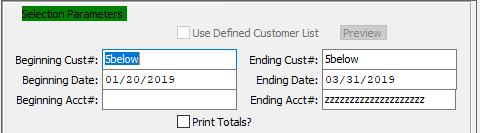 Selection Parameters
Use Defined Customer List Preview
Beginning Cust#: 5below Ending Cust#: 5below
Beginning Date: 01/20/2019 Ending Date: 03/31/2019
Beginning Acct#: Ending Acct#: zzzzzzzzzzzzzzzzzzzz
Print Totals?